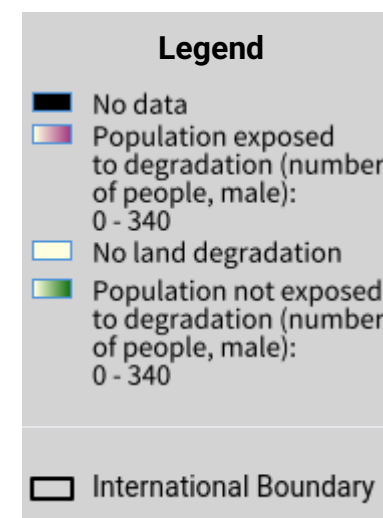 Legend
No data
Population exposed
to degradation (number
of people, male):
0 - 340
No land degradation
Population not exposed
to degradation (number
of people, male):
0 - 340
International Boundary